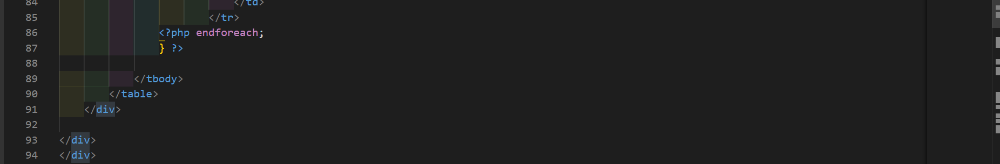 84 </td>
85 </tr>
86 <?php endforeach;
87 } ?>
88
89 </tbody>
90 </table>
91 </div>
92
93 </div>
94 </div>